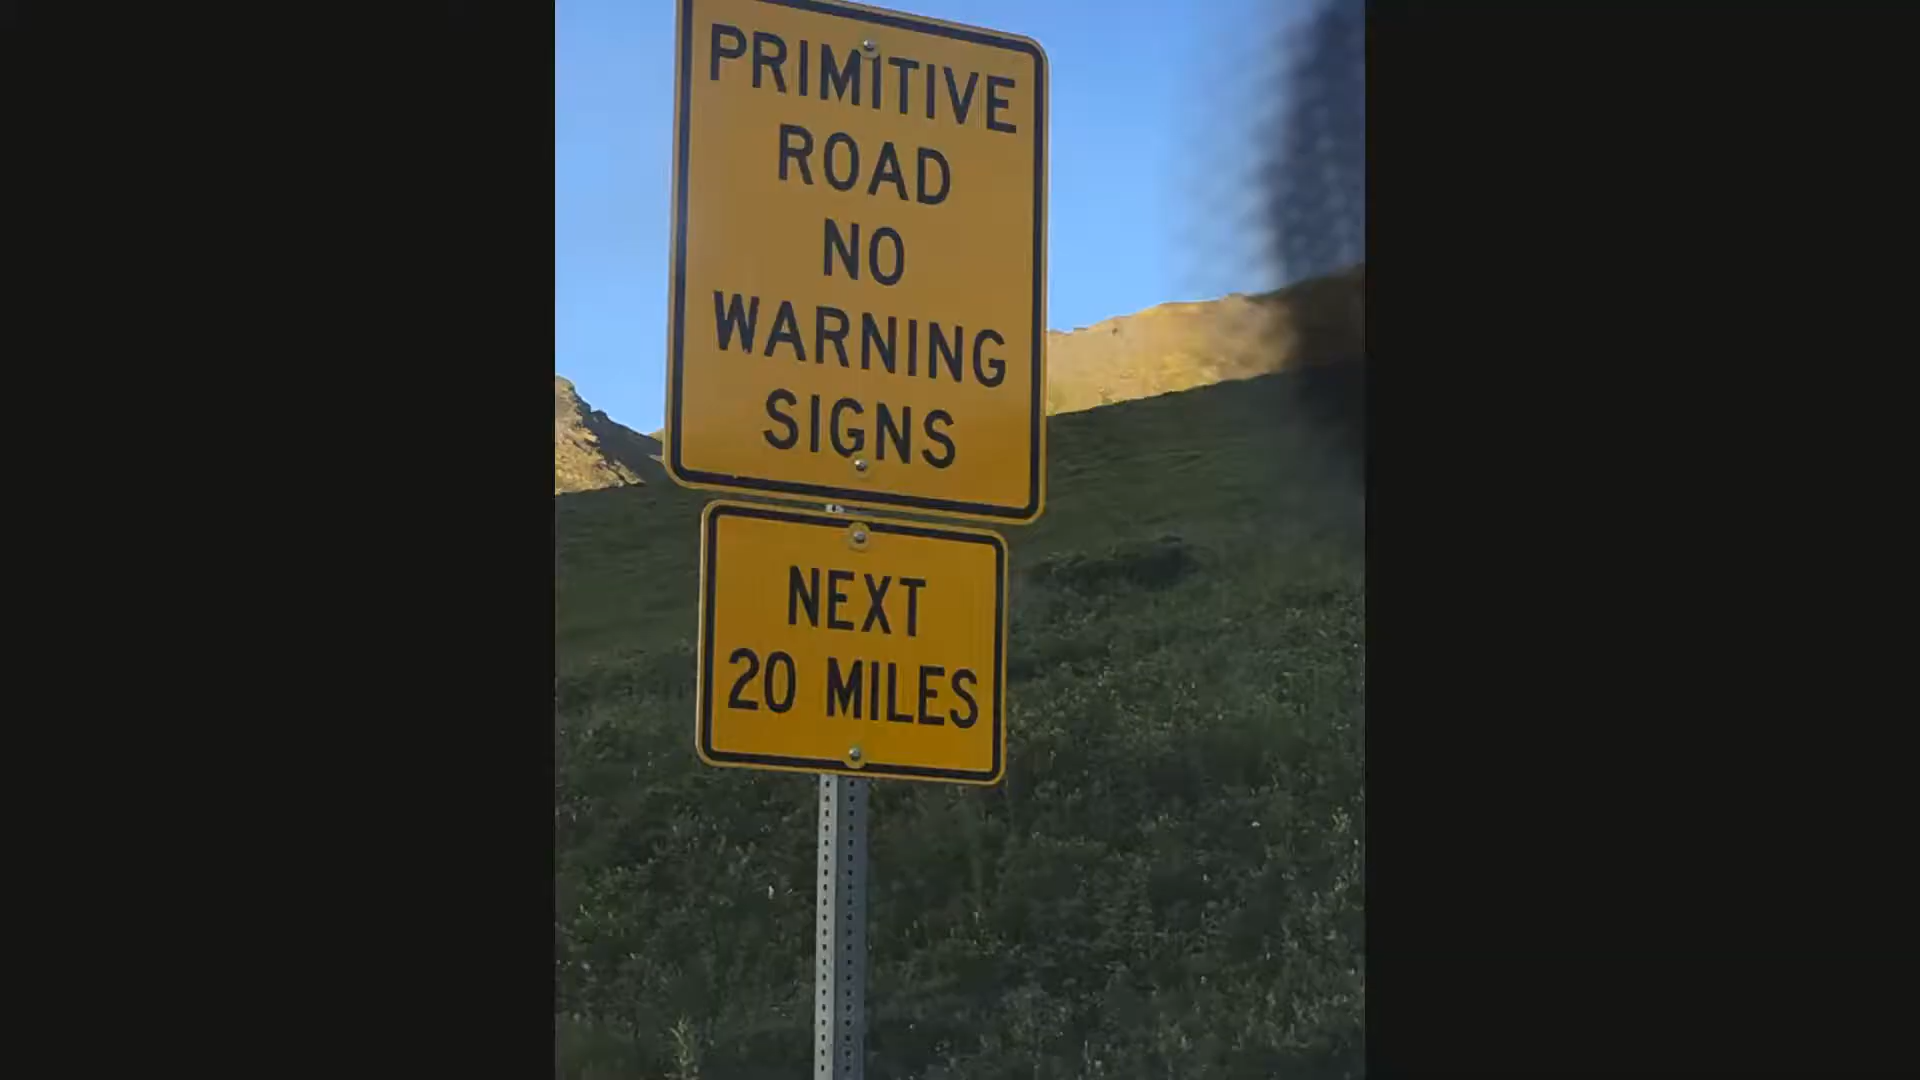 PRIMITIVE
ROAD
NO
WARNING
SIGNS
NEXT
20 MILES